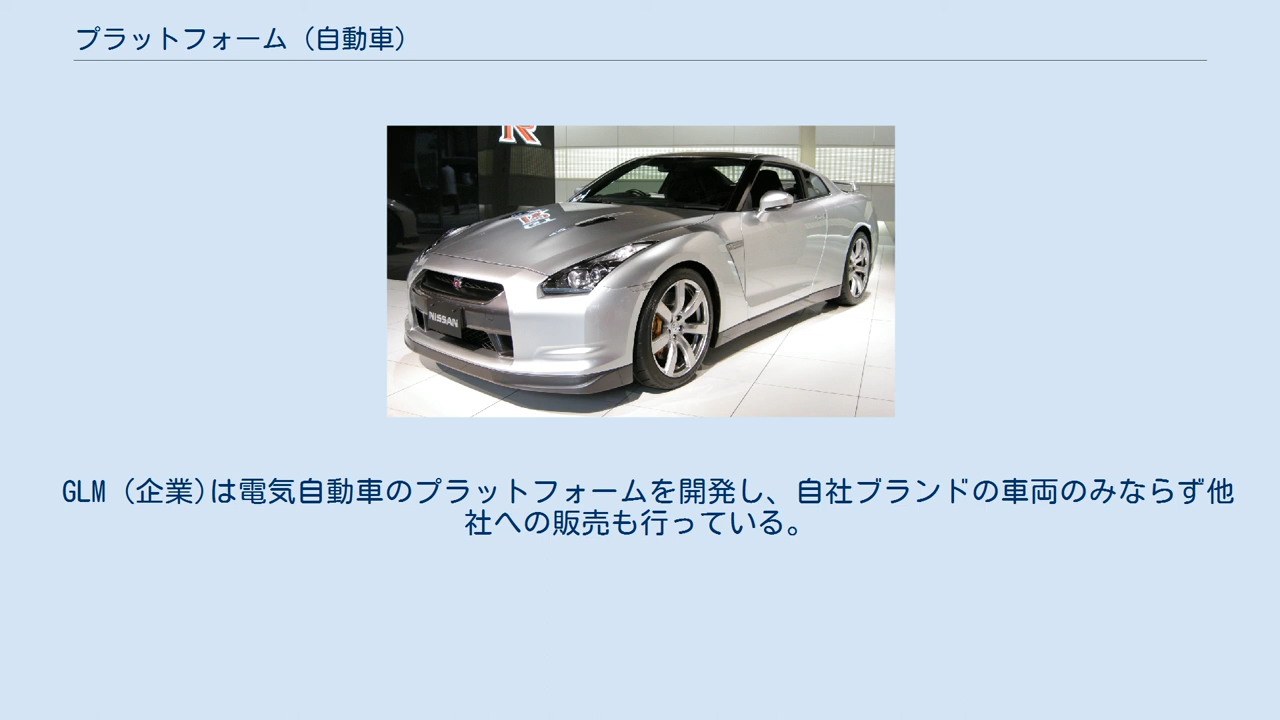 プラットフォーム（自動車）
R
NISSAN
GLM（企業)は電気自動車のプラットフォームを開発し、自社ブランドの車両のみならず他
社への販売も行っている。